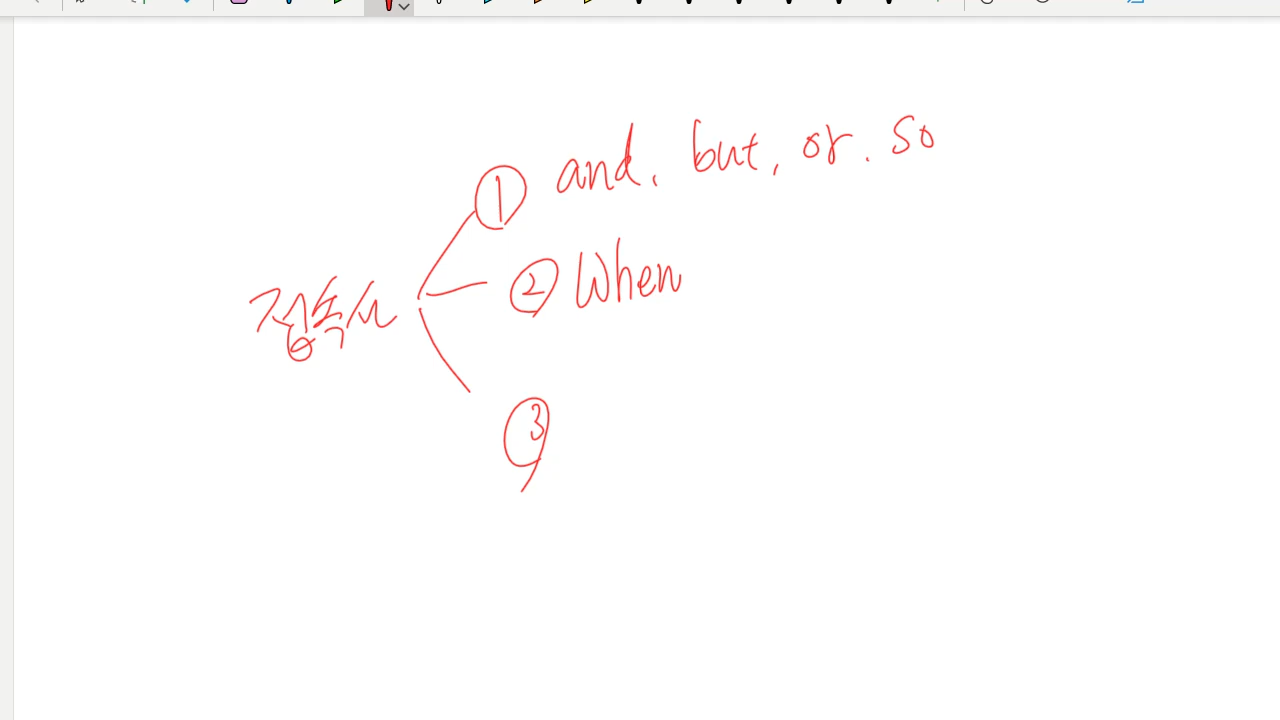 ① and, but, or. so
접속사
② When
③